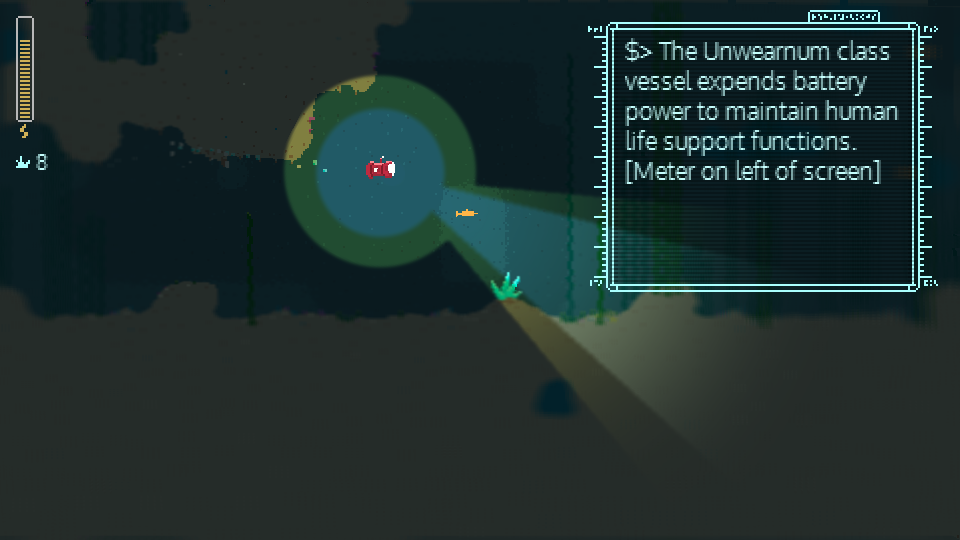 $> The Unwearnum class
vessel expends battery
power to maintain human
life support functions.
[Meter on left of screen]
8